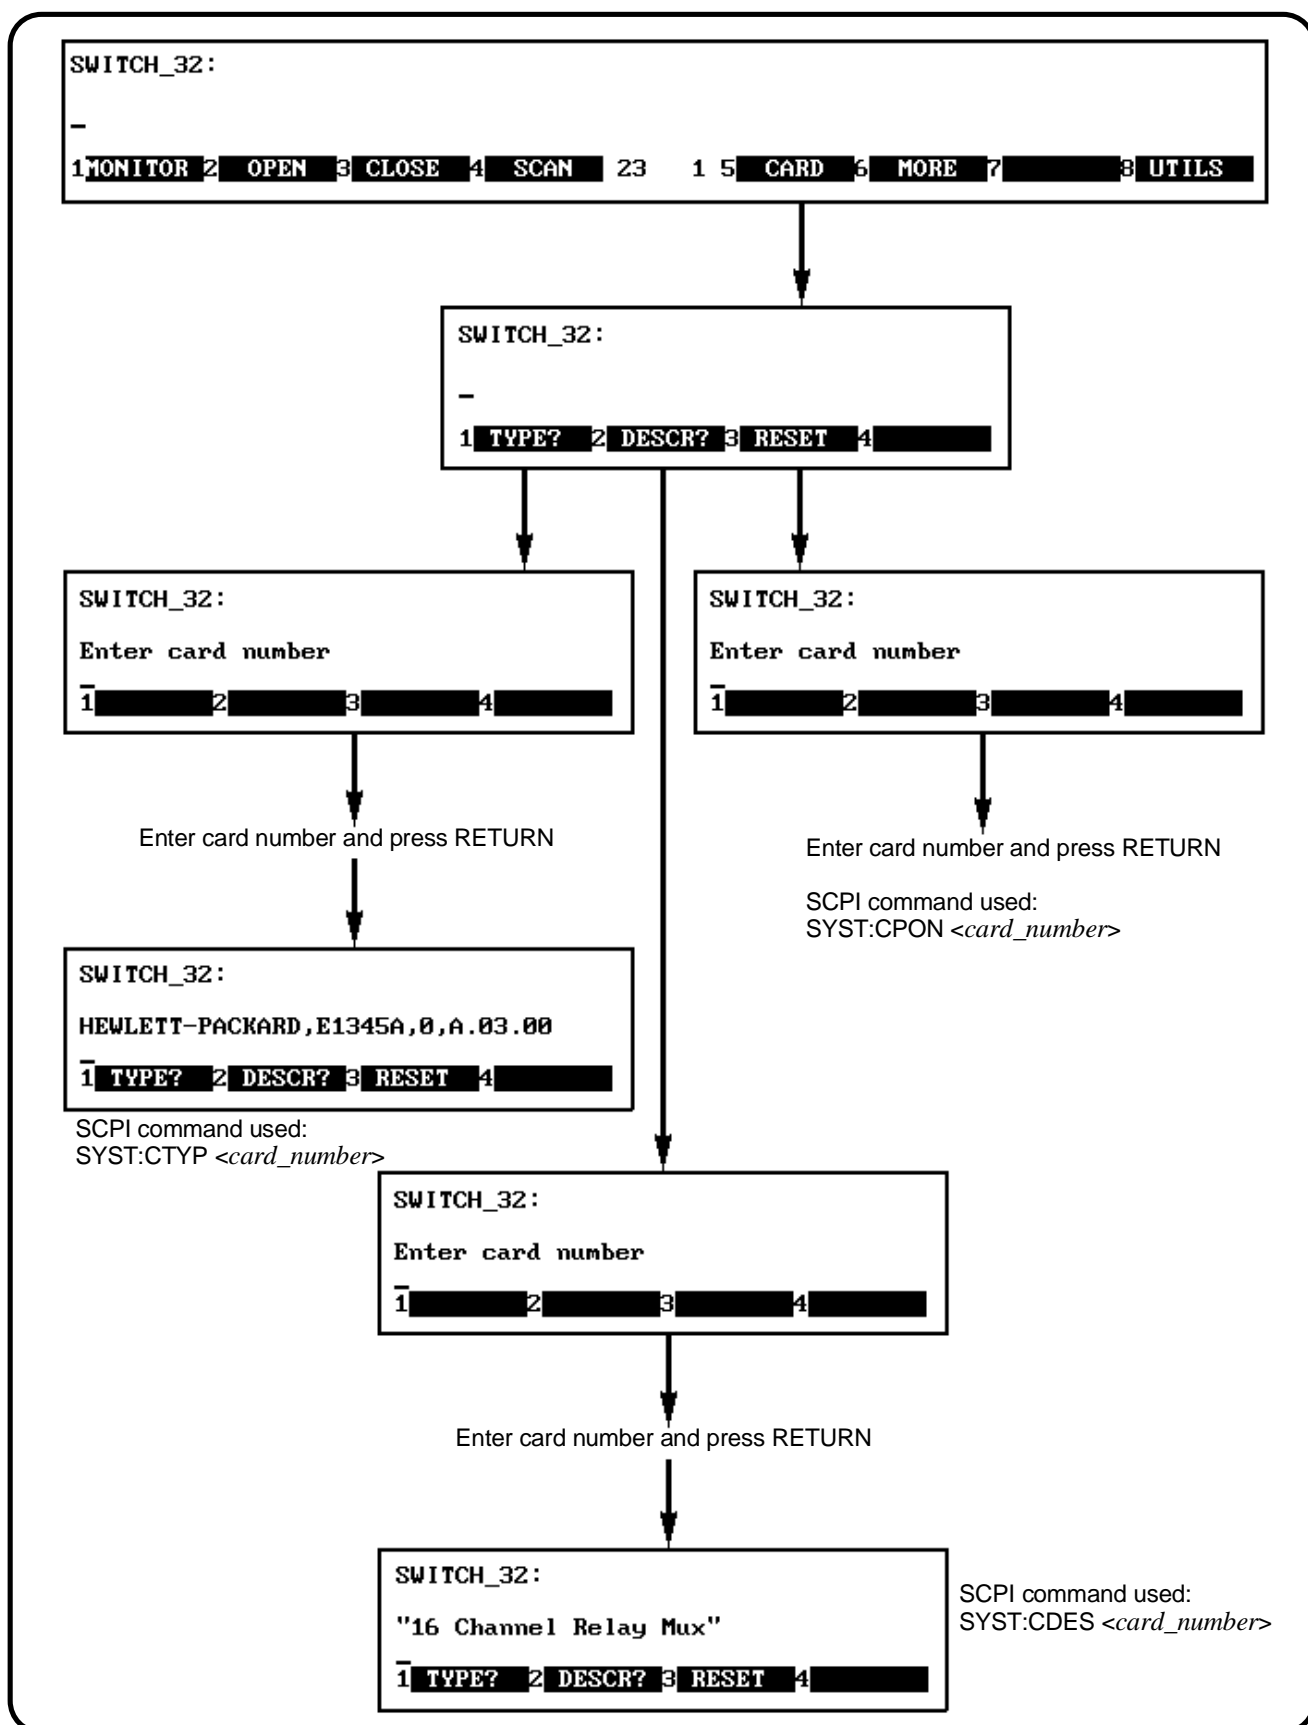 SWITCH_32:
_
1 MONITOR 2 OPEN 3 CLOSE 4 SCAN 23 1 5 CARD 6 MORE 7 8 UTILS
SWITCH_32:
_
1 TYPE? 2 DESCR? 3 RESET 4
SWITCH_32:
Enter card number
1 2 3 4
SWITCH_32:
Enter card number
1 2 3 4
Enter card number and press RETURN
Enter card number and press RETURN
SCPI command used:
SYST:CPON <card_number>
SWITCH_32:
HEWLETT-PACKARD,E1345A,0,A.03.00
1 TYPE? 2 DESCR? 3 RESET 4
SCPI command used:
SYST:CTYP <card_number>
SWITCH_32:
Enter card number
1 2 3 4
Enter card number and press RETURN
SWITCH_32:
"16 Channel Relay Mux"
1 TYPE? 2 DESCR? 3 RESET 4
SCPI command used:
SYST:CDES <card_number>